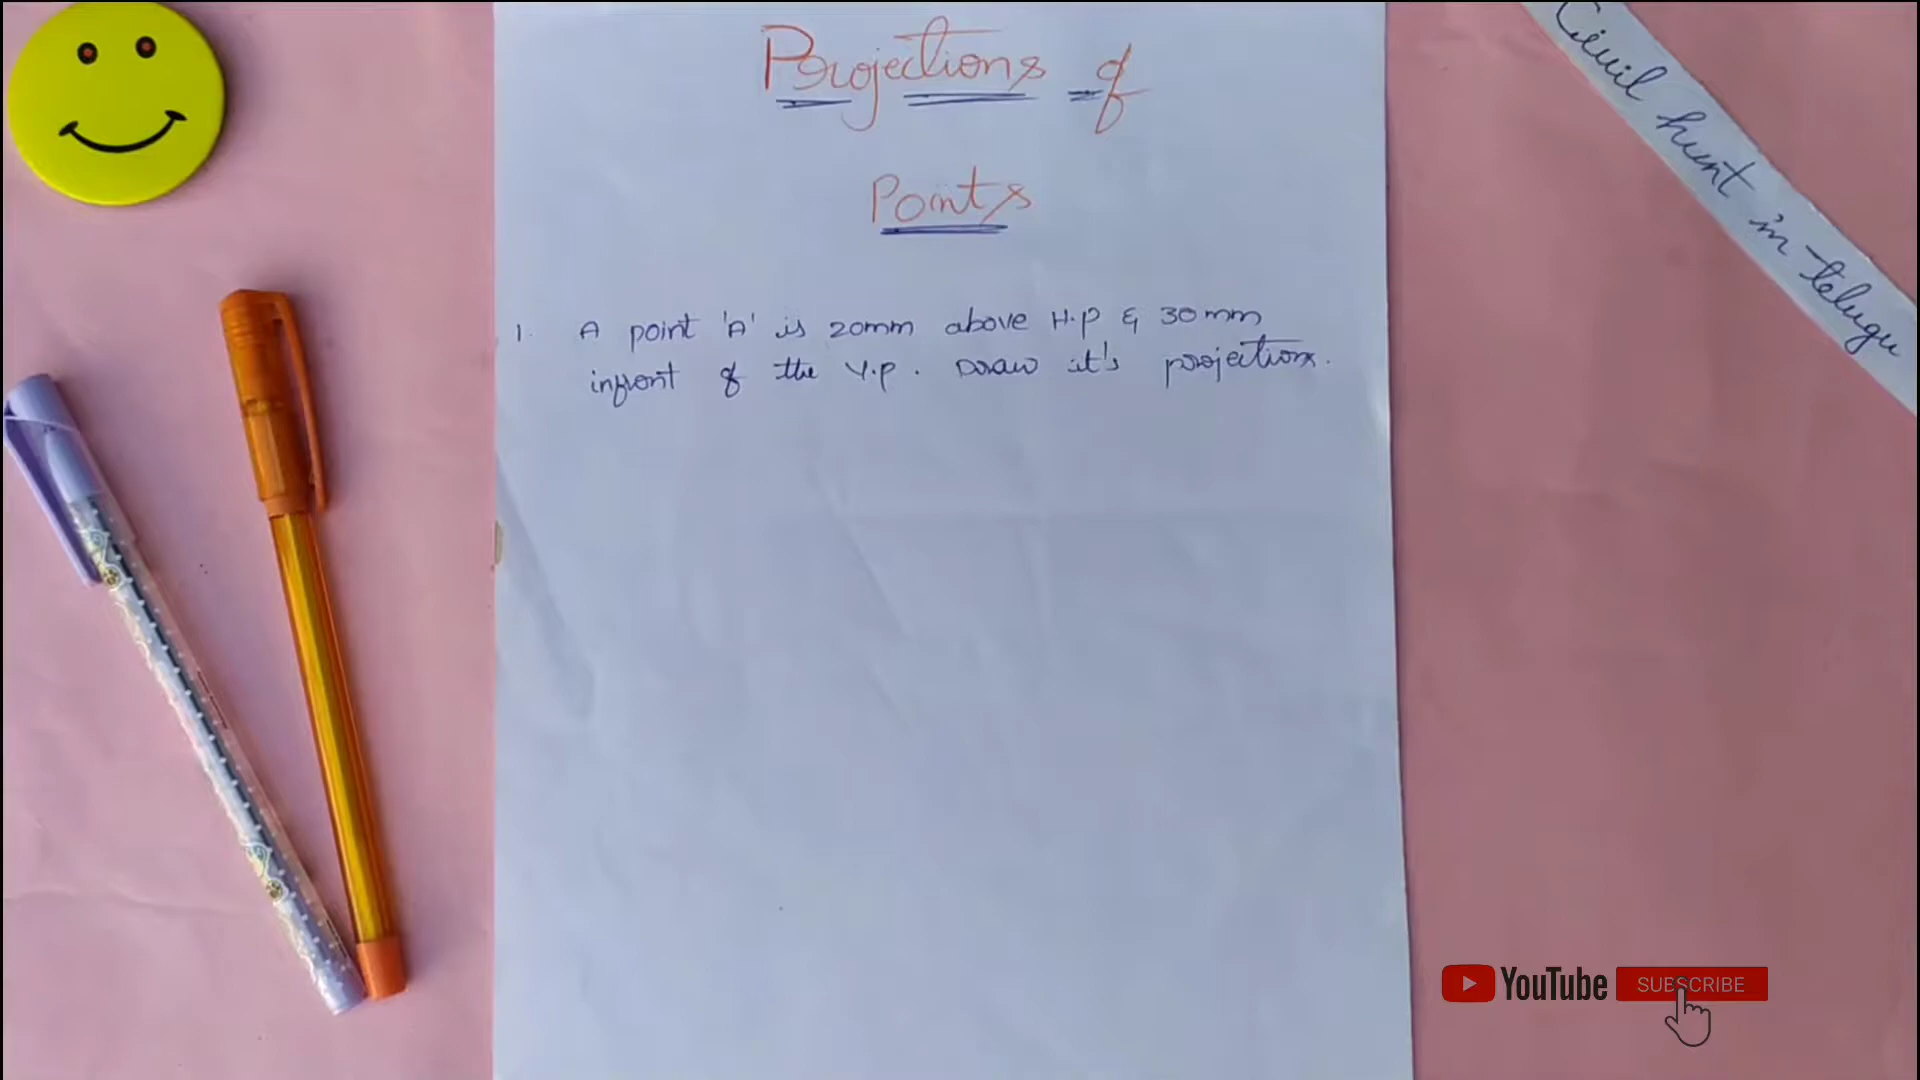 Projections of
Points
1. A point 'A' is 20mm above H.P & 30mm
infront of the V.P. Draw it's projections.
Civil hunt in telugu
YouTube SUBSCRIBE